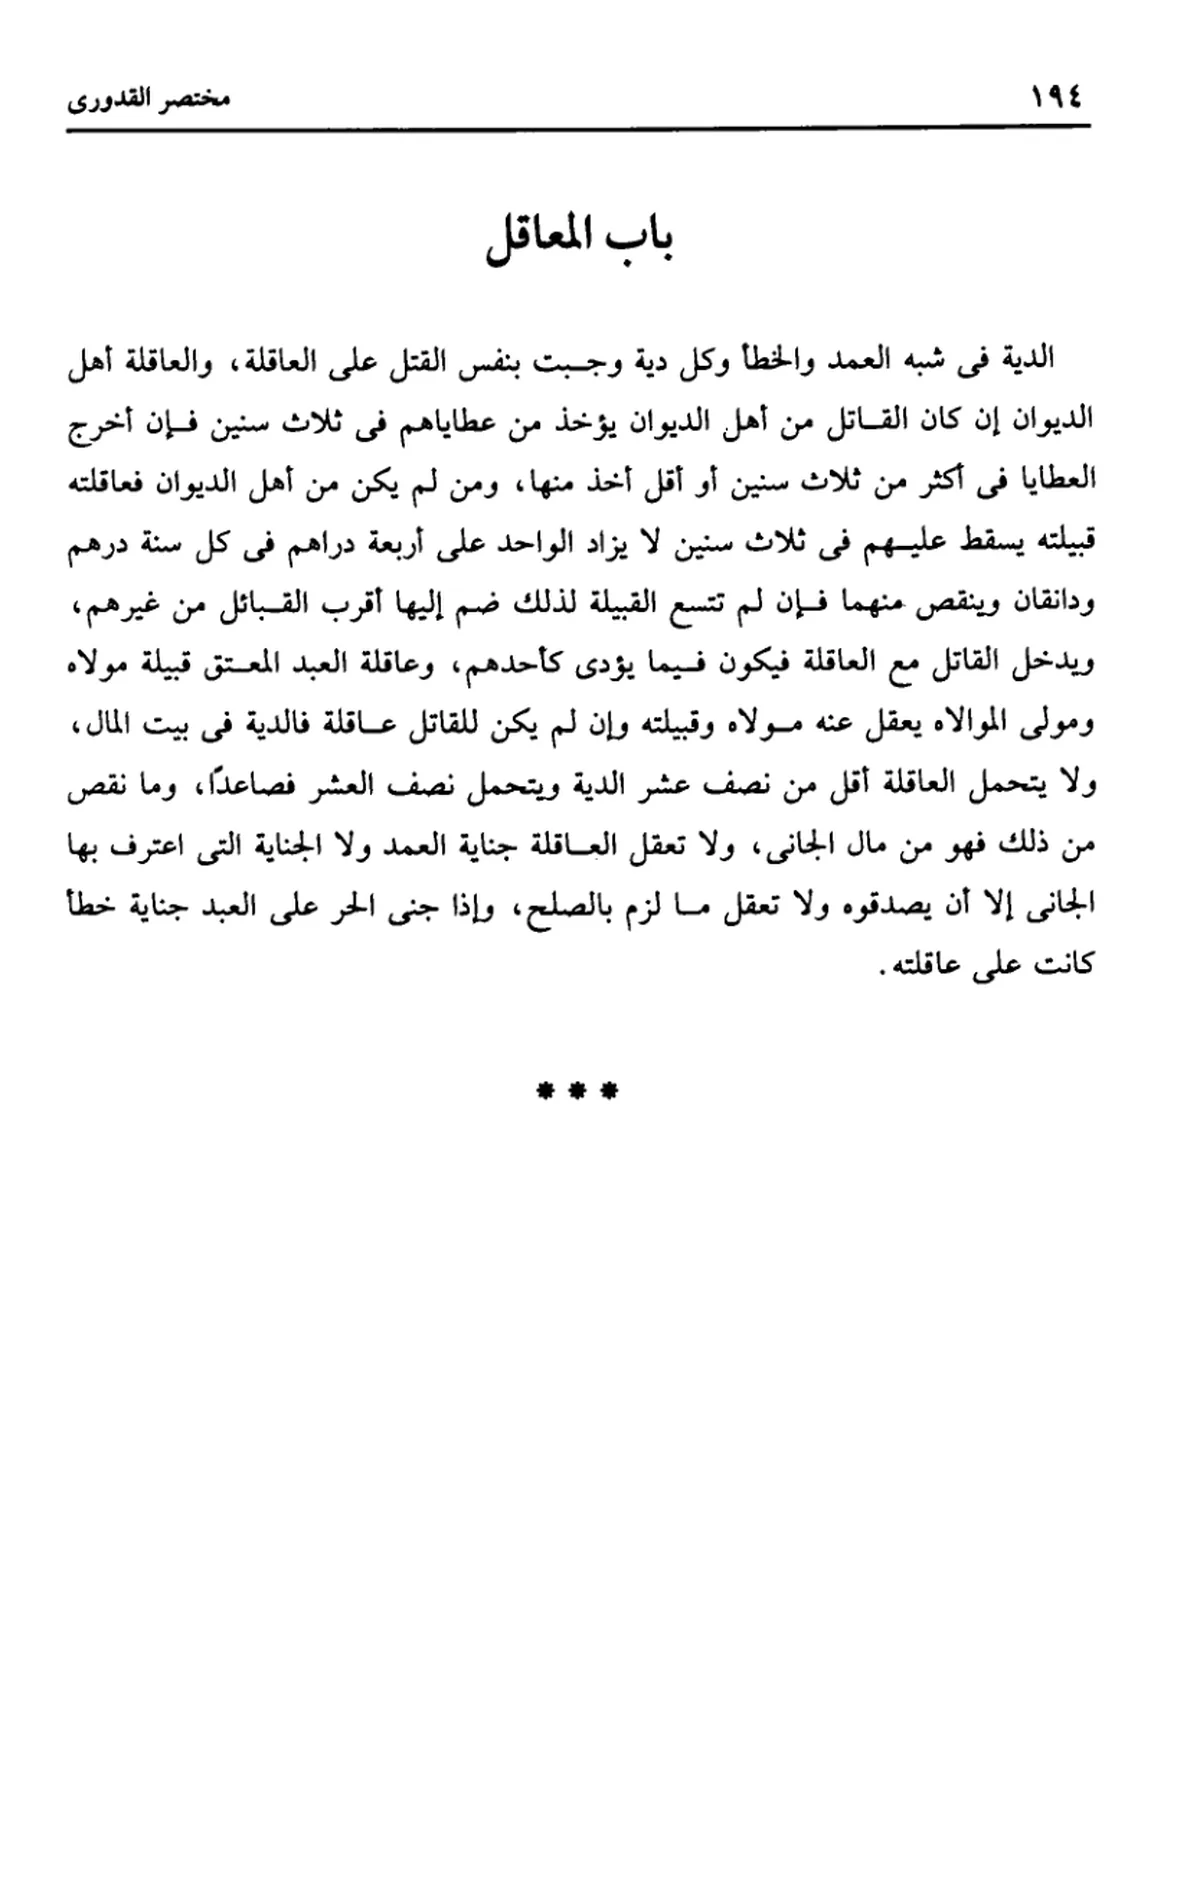 ١٩٤
مختصر القدورى
باب المعاقل
الدية فى شبه العمد والخطأ وكل دية وجبت بنفس القتل على العاقلة، والعاقلة أهل
الديوان إن كان القاتل من أهل الديوان يؤخذ من عطاياهم فى ثلاث سنين فإن أخرج
العطايا فى أكثر من ثلاث سنين أو أقل أخذ منها، ومن لم يكن من أهل الديوان فعاقلته
قبيلته يسقط عليهم فى ثلاث سنين لا يزاد الواحد على أربعة دراهم فى كل سنة درهم
ودانقان وينقص منهما فإن لم تتسع القبيلة لذلك ضم إليها أقرب القبائل من غيرهم،
ويدخل القاتل مع العاقلة فيكون فيما يؤدى كأحدهم، وعاقلة العبد المعتق قبيلة مولاه
ومولى الموالاه يعقل عنه مولاه وقبيلته وإن لم يكن للقاتل عاقلة فالدية فى بيت المال،
ولا يتحمل العاقلة أقل من نصف عشر الدية ويتحمل نصف العشر فصاعدًا، وما نقص
من ذلك فهو من مال الجانى، ولا تعقل العاقلة جناية العمد ولا الجناية التى اعترف بها
الجانى إلا أن يصدقوه ولا تعقل ما لزم بالصلح، وإذا جنى الحر على العبد جناية خطأ
كانت على عاقلته.
***